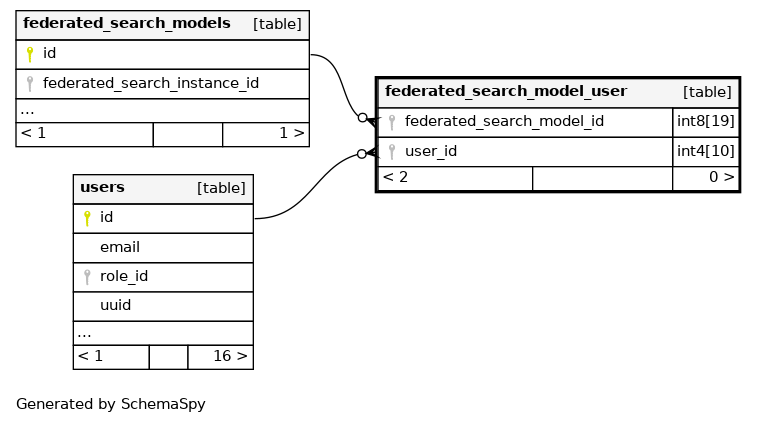 federated_search_models [table]
id
federated_search_instance_id
...
< 1 1 >
federated_search_model_user [table]
federated_search_model_id int8[19]
user_id int4[10]
< 2 0 >
users [table]
id
email
role_id
uuid
...
< 1 16 >
Generated by SchemaSpy